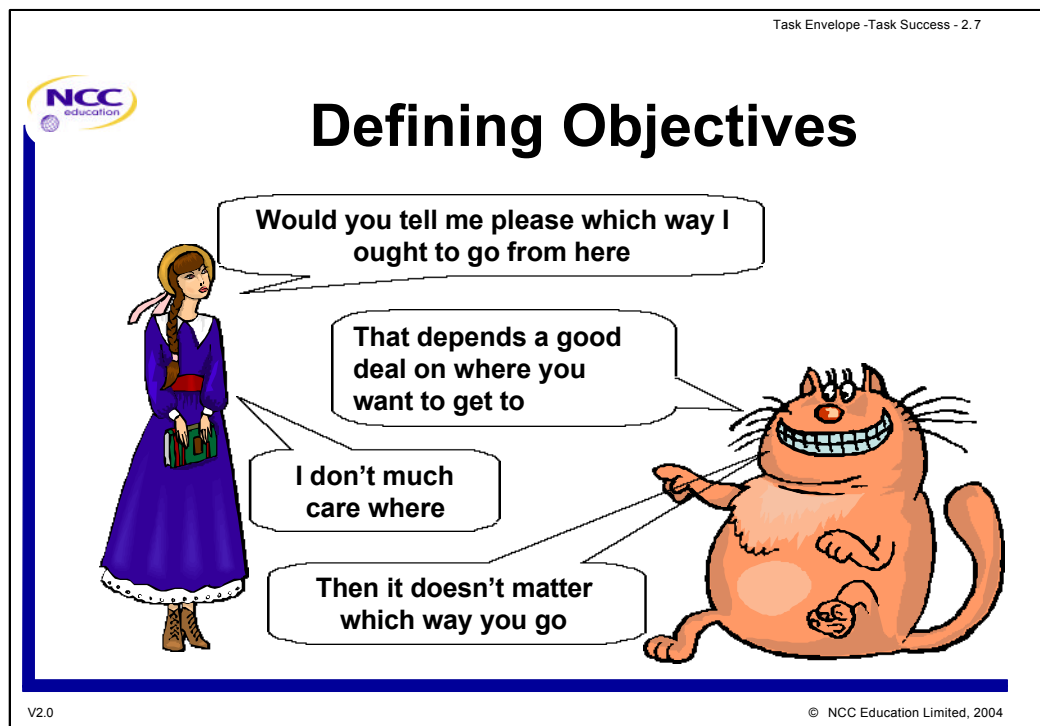 Task Envelope -Task Success - 2.7
NCC
education
Defining Objectives
Would you tell me please which way I
ought to go from here
That depends a good
deal on where you
want to get to
I don’t much
care where
Then it doesn’t matter
which way you go
V2.0
© NCC Education Limited, 2004